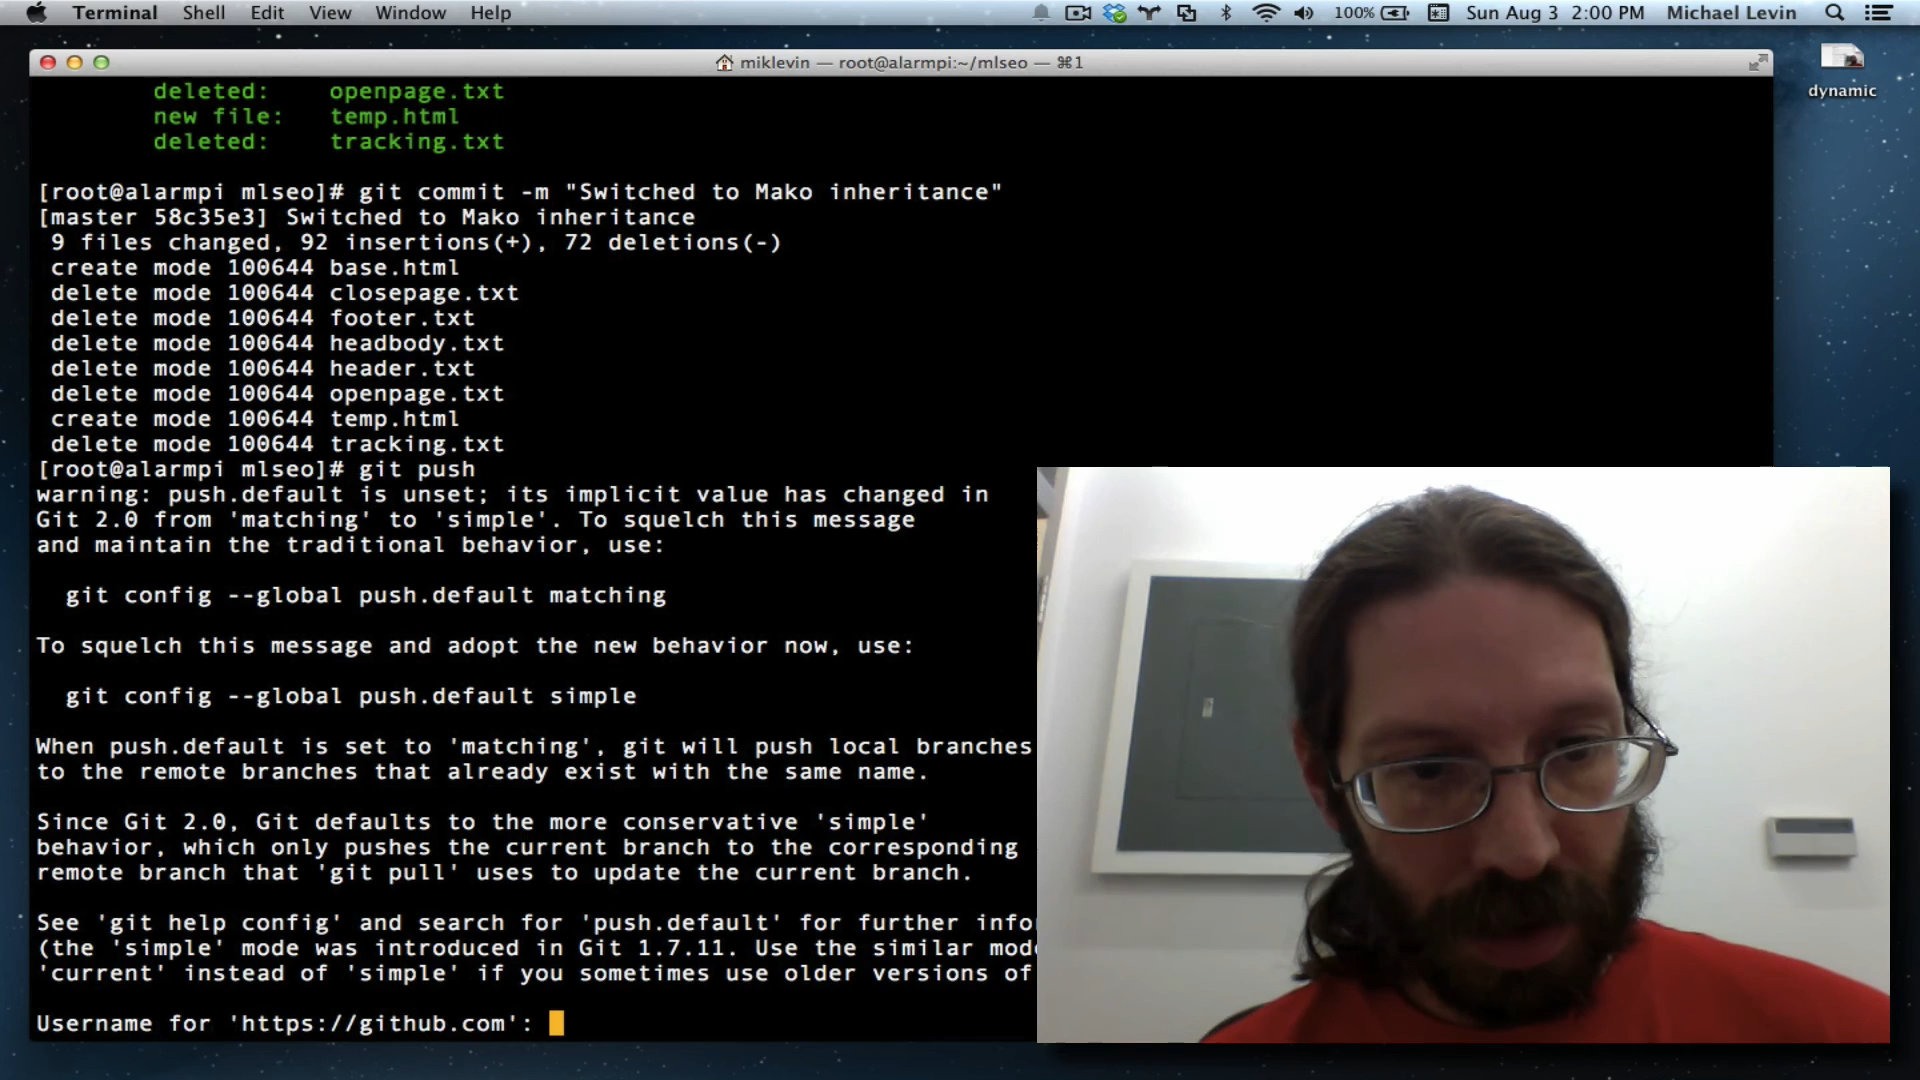 Terminal Shell Edit View Window Help 100% Sun Aug 3 2:00 PM Michael Levin
miklevin — root@alarmpi:~/mlseo — ⌘1
dynamic
deleted: openpage.txt
new file: temp.html
deleted: tracking.txt
[root@alarmpi mlseo]# git commit -m "Switched to Mako inheritance"
[master 58c35e3] Switched to Mako inheritance
9 files changed, 92 insertions(+), 72 deletions(-)
create mode 100644 base.html
delete mode 100644 closepage.txt
delete mode 100644 footer.txt
delete mode 100644 headbody.txt
delete mode 100644 header.txt
delete mode 100644 openpage.txt
create mode 100644 temp.html
delete mode 100644 tracking.txt
[root@alarmpi mlseo]# git push
warning: push.default is unset; its implicit value has changed in
Git 2.0 from 'matching' to 'simple'. To squelch this message
and maintain the traditional behavior, use:
git config --global push.default matching
To squelch this message and adopt the new behavior now, use:
git config --global push.default simple
When push.default is set to 'matching', git will push local branches
to the remote branches that already exist with the same name.
Since Git 2.0, Git defaults to the more conservative 'simple'
behavior, which only pushes the current branch to the corresponding
remote branch that 'git pull' uses to update the current branch.
See 'git help config' and search for 'push.default' for further info
(the 'simple' mode was introduced in Git 1.7.11. Use the similar mod
'current' instead of 'simple' if you sometimes use older versions of
Username for 'https://github.com':